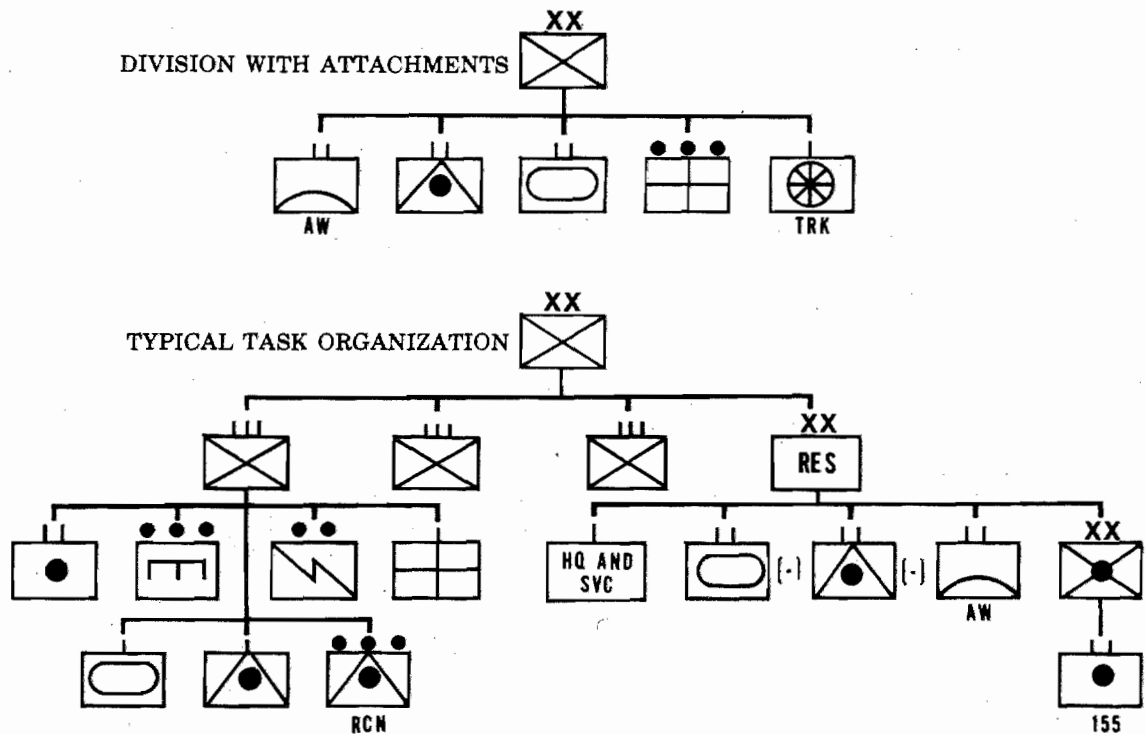 XX
DIVISION WITH ATTACHMENTS
AW
TRK
XX
TYPICAL TASK ORGANIZATION
XX
RES
HQ AND
SVC
(-)
(-)
XX
AW
RCN
155